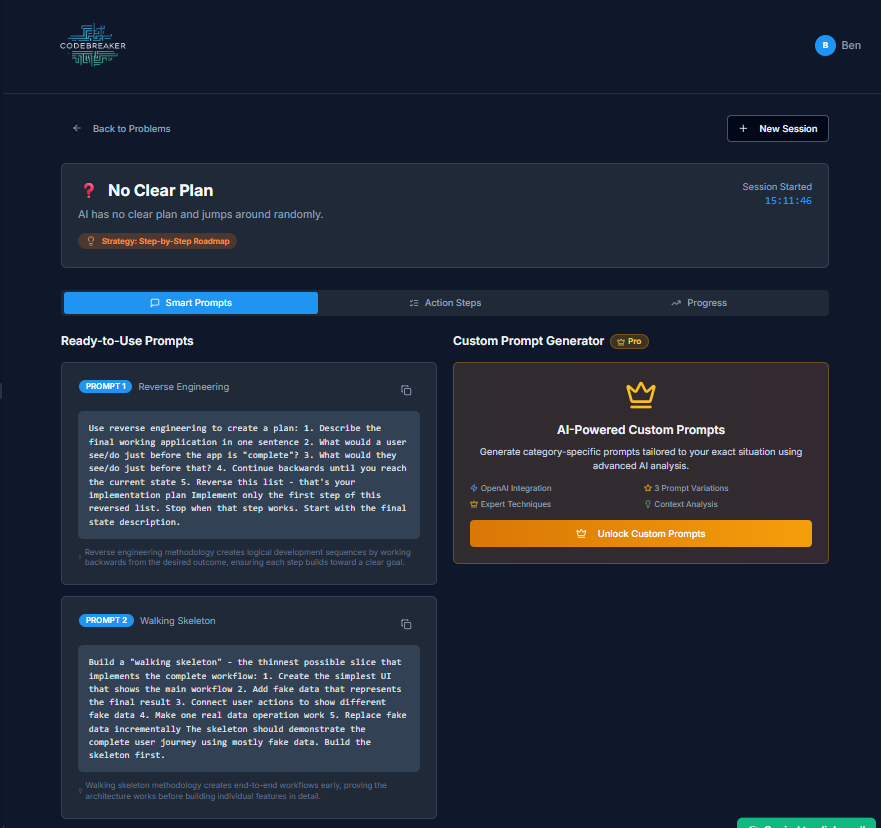 CODEBREAKER
B Ben
Back to Problems
New Session
No Clear Plan
AI has no clear plan and jumps around randomly.
Strategy: Step-by-Step Roadmap
Session Started
15:11:46
Smart Prompts
Action Steps
Progress
Ready-to-Use Prompts
PROMPT 1 Reverse Engineering
Use reverse engineering to create a plan: 1. Describe the
final working application in one sentence 2. What would a user
see/do just before the app is "complete"? 3. What would they
see/do just before that? 4. Continue backwards until you reach
the current state 5. Reverse this list - that's your
implementation plan Implement only the first step of this
reversed list. Stop when that step works. Start with the final
state description.
Reverse engineering methodology creates logical development sequences by working
backwards from the desired outcome, ensuring each step builds toward a clear goal.
PROMPT 2 Walking Skeleton
Build a "walking skeleton" - the thinnest possible slice that
implements the complete workflow: 1. Create the simplest UI
that shows the main workflow 2. Add fake data that represents
the final result 3. Connect user actions to show different
fake data 4. Make one real data operation work 5. Replace fake
data incrementally The skeleton should demonstrate the
complete user journey using mostly fake data. Build the
skeleton first.
Walking skeleton methodology creates end-to-end workflows early, proving the
architecture works before building individual features in detail.
Custom Prompt Generator Pro
AI-Powered Custom Prompts
Generate category-specific prompts tailored to your exact situation using
advanced AI analysis.
OpenAI Integration
3 Prompt Variations
Expert Techniques
Context Analysis
Unlock Custom Prompts